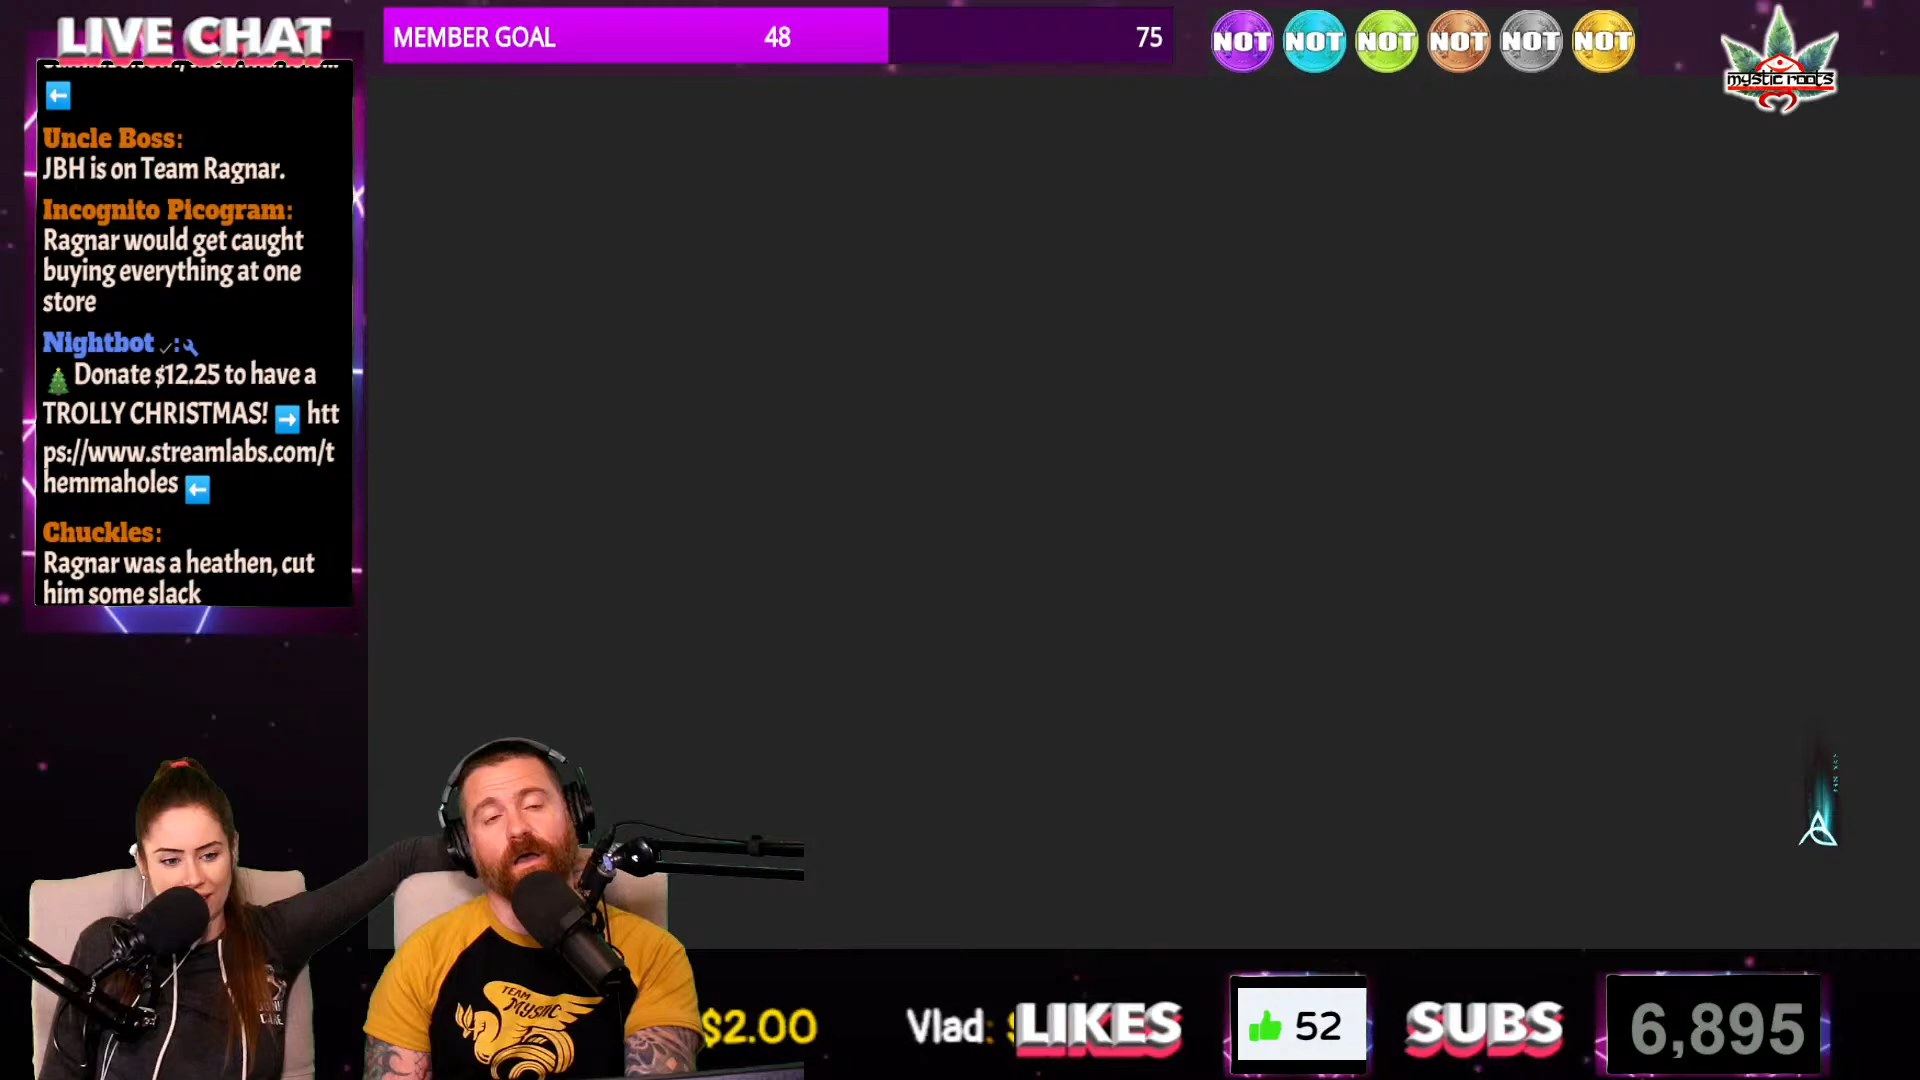 LIVE CHAT
MEMBER GOAL 48 75
NOT NOT NOT NOT NOT NOT
mystic roots
Uncle Boss:
JBH is on Team Ragnar.
Incognito Picogram:
Ragnar would get caught
buying everything at one
store
Nightbot
Donate $12.25 to have a
TROLLY CHRISTMAS! htt
ps://www.streamlabs.com/t
hemmaholes
Chuckles:
Ragnar was a heathen, cut
him some slack
TEAM
MYSTIC
$2.00 Vlad: LIKES 52 SUBS 6,895